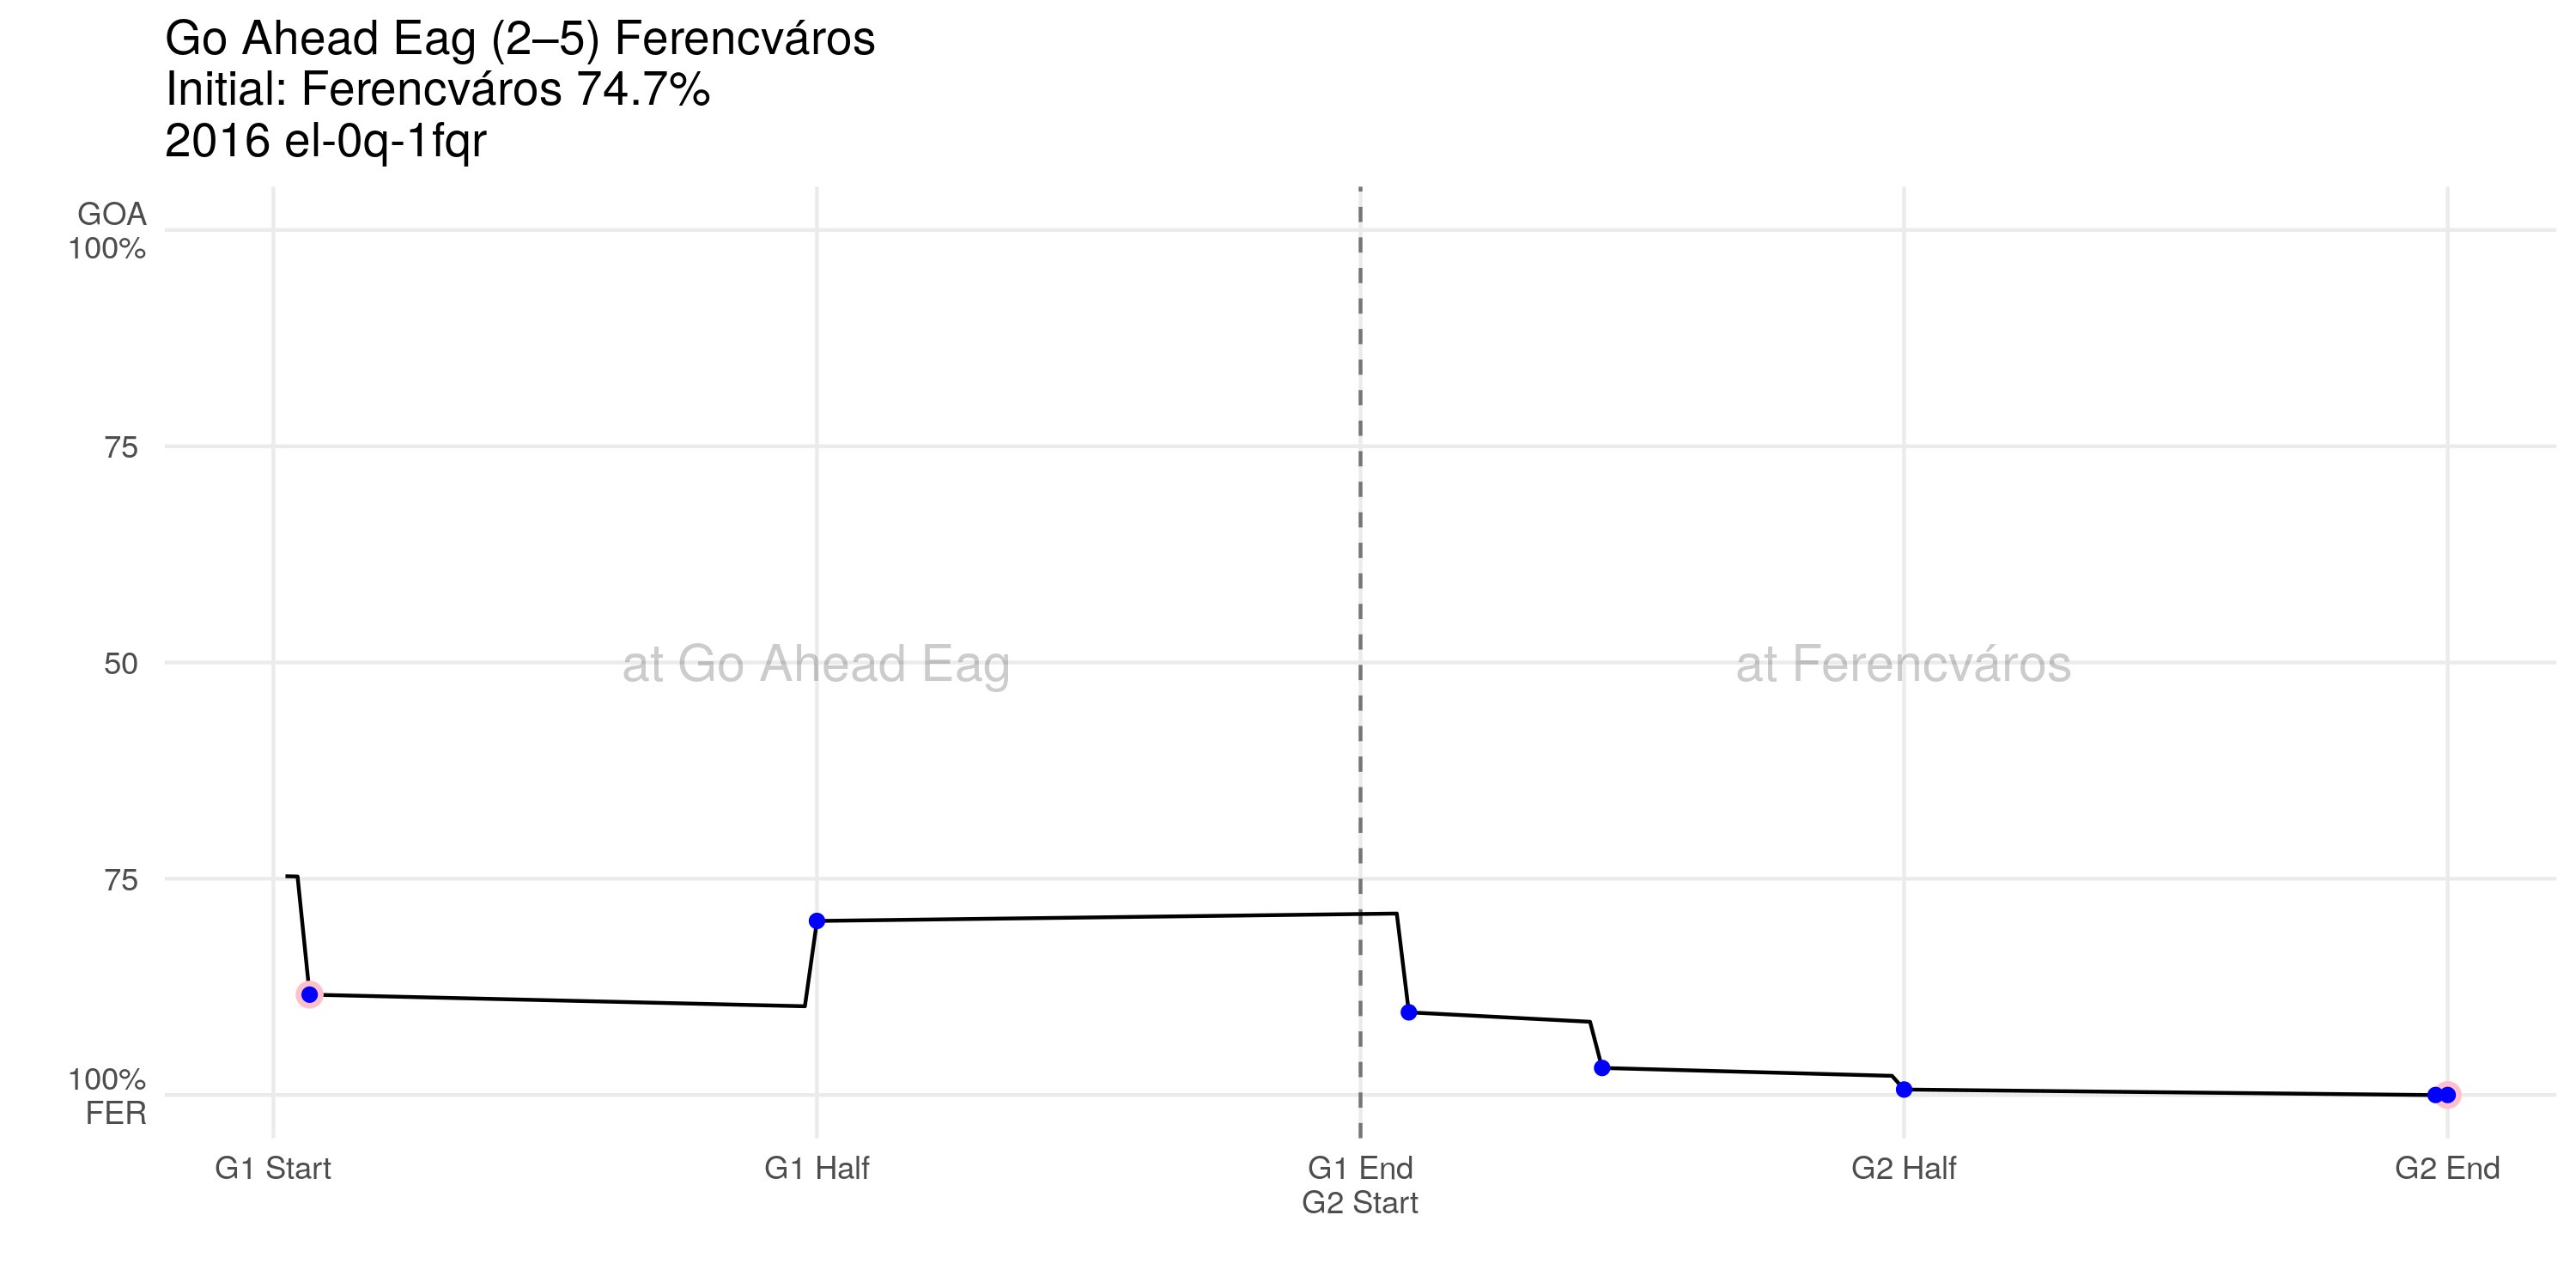 Go Ahead Eag (2–5) Ferencváros
Initial: Ferencváros 74.7%
2016 el-0q-1fqr
GOA
100%
75
50
75
100%
FER
at Go Ahead Eag
at Ferencváros
G1 Start
G1 Half
G1 End
G2 Start
G2 Half
G2 End